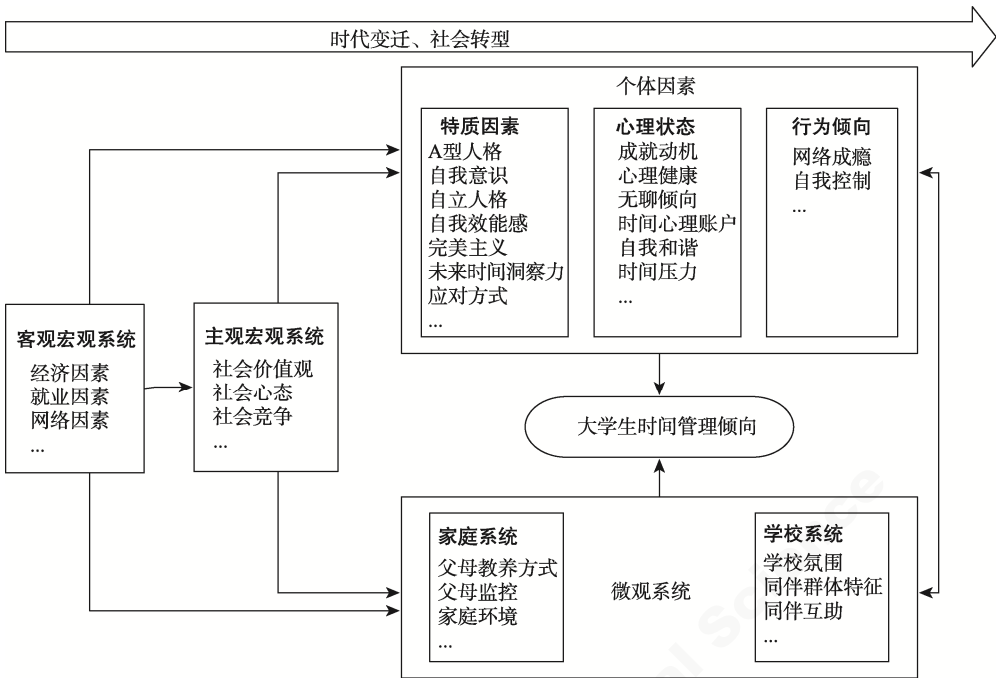 时代变迁、社会转型
个体因素
特质因素
A型人格
自我意识
自立人格
自我效能感
完美主义
未来时间洞察力
应对方式
...
心理状态
成就动机
心理健康
无聊倾向
时间心理账户
自我和谐
时间压力
...
行为倾向
网络成瘾
自我控制
...
客观宏观系统
经济因素
就业因素
网络因素
...
主观宏观系统
社会价值观
社会心态
社会竞争
...
大学生时间管理倾向
家庭系统
父母教养方式
父母监控
家庭环境
...
微观系统
学校系统
学校氛围
同伴群体特征
同伴互助
...